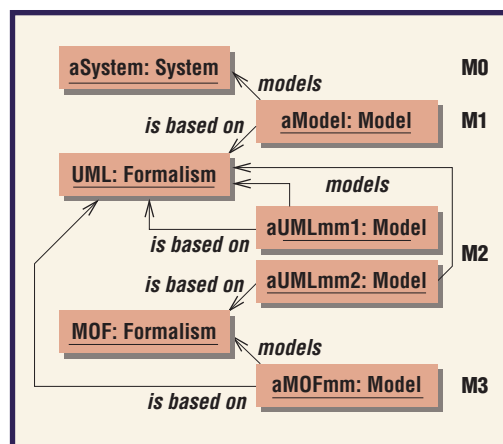 aSystem: System
M0
models
is based on
aModel: Model
M1
UML: Formalism
models
aUMLmm1: Model
is based on
M2
aUMLmm2: Model
is based on
MOF: Formalism
models
aMOFmm: Model
M3
is based on